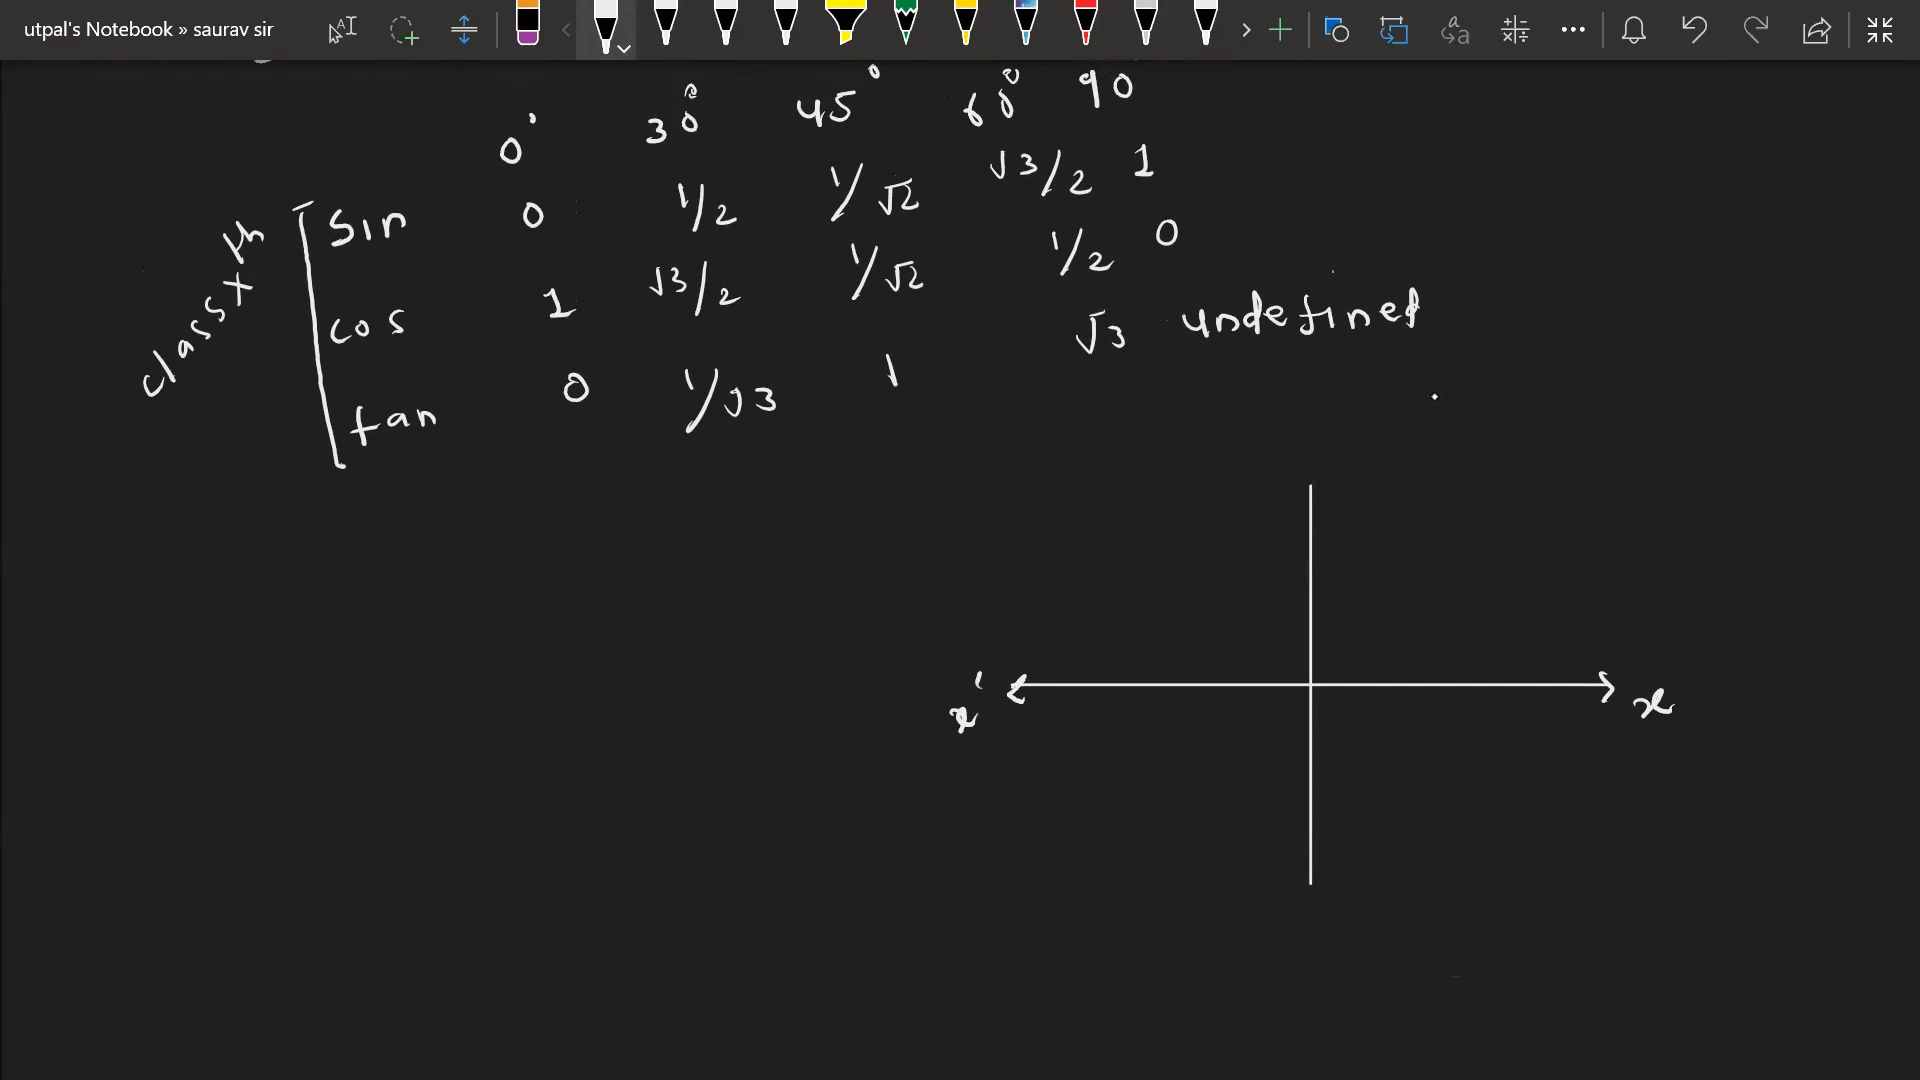 utpal's Notebook » saurav sir
0° 30° 45° 60° 90
class xth
sin 0 1/2 1/√2 √3/2 1
cos 1 √3/2 1/√2 1/2 0
tan 0 1/√3 1 √3 undefined
x' x